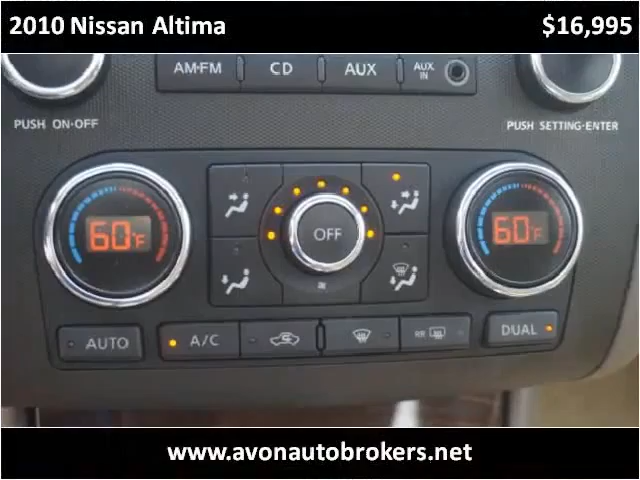 2010 Nissan Altima
$16,995
AM·FM
CD
AUX
AUX IN
PUSH ON·OFF
PUSH SETTING·ENTER
60°F
OFF
60°F
AUTO
A/C
RR
DUAL
www.avonautobrokers.net